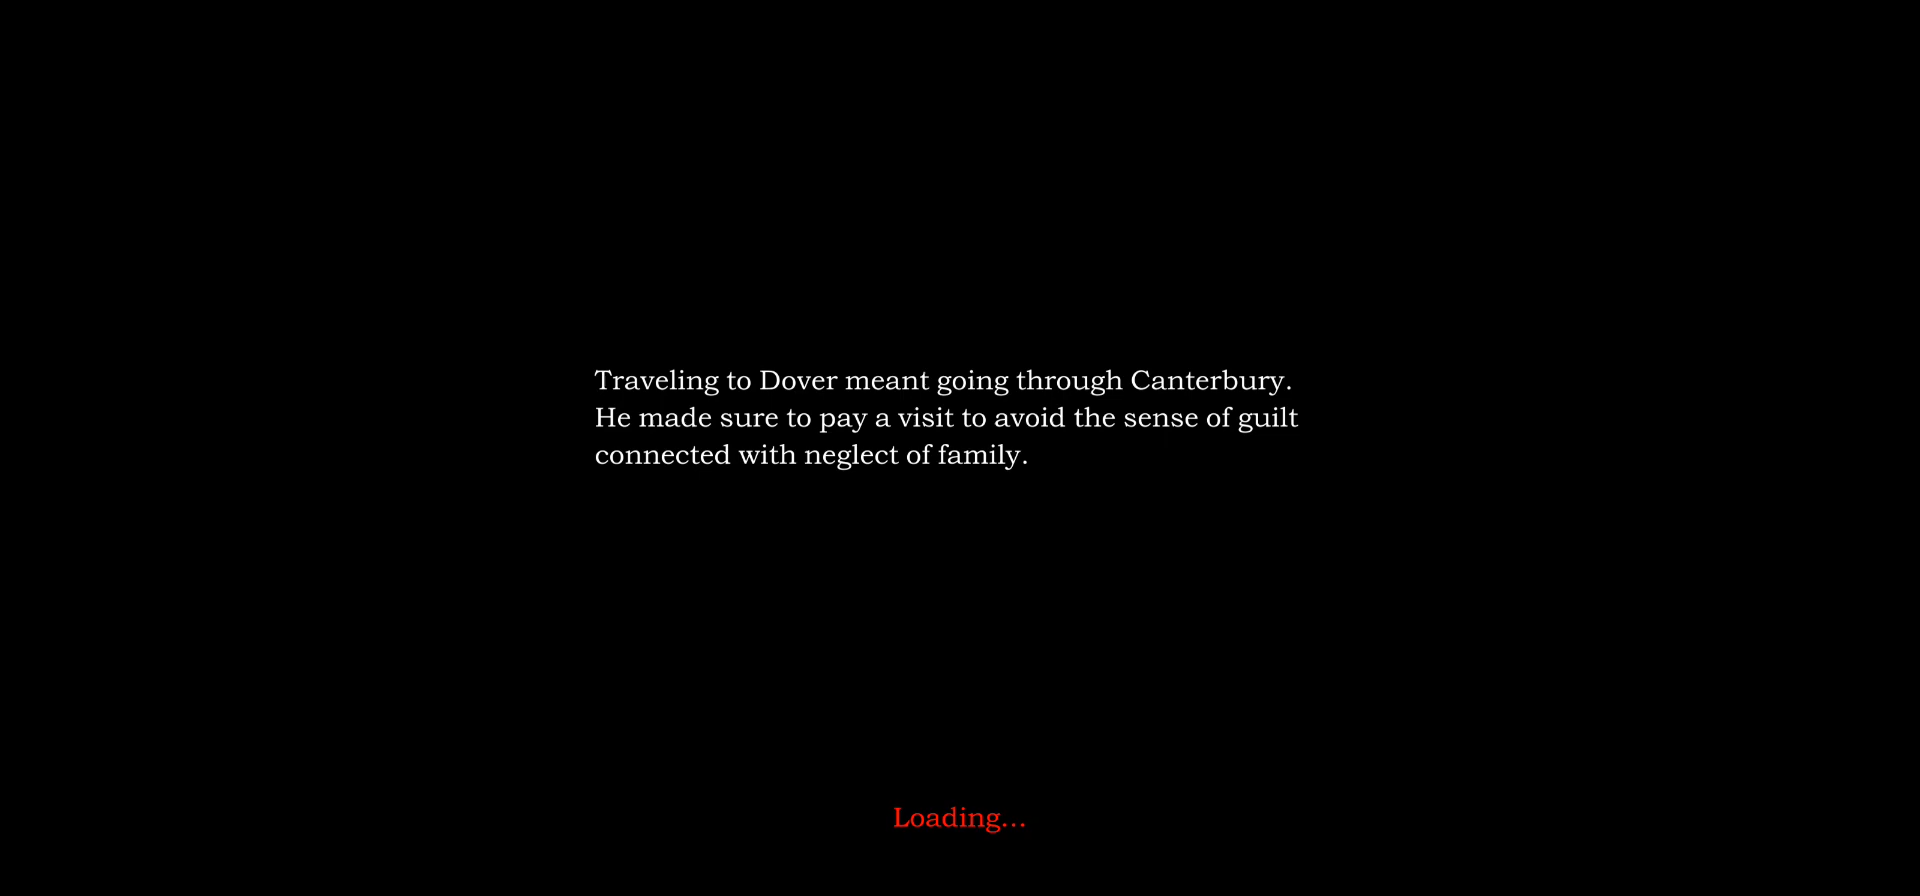 Traveling to Dover meant going through Canterbury.
He made sure to pay a visit to avoid the sense of guilt
connected with neglect of family.
Loading...